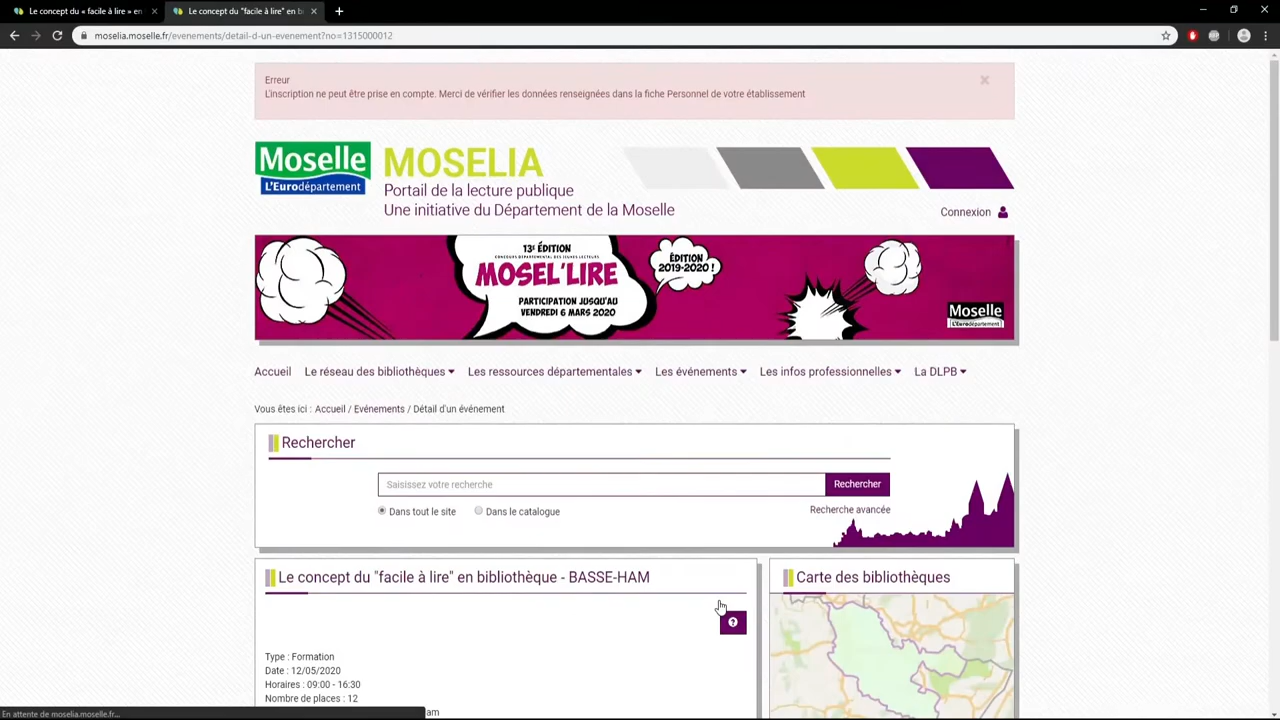 Le concept du « facile à lire » en
Le concept du "facile à lire" en b
moselia.moselle.fr/evenements/detail-d-un-evenement?no=1315000012
Erreur
L'inscription ne peut être prise en compte. Merci de vérifier les données renseignées dans la fiche Personnel de votre établissement
Moselle
L'Eurodépartement
MOSELIA
Portail de la lecture publique
Une initiative du Département de la Moselle
Connexion
13E ÉDITION
CONCOURS DÉPARTEMENTAL DES JEUNES LECTEURS
MOSEL'LIRE
PARTICIPATION JUSQU'AU
VENDREDI 6 MARS 2020
ÉDITION
2019-2020 !
Moselle
L'Eurodépartement
Accueil Le réseau des bibliothèques Les ressources départementales Les événements Les infos professionnelles La DLPB
Vous êtes ici : Accueil / Evénements / Détail d'un événement
Rechercher
Saisissez votre recherche
Rechercher
Dans tout le site Dans le catalogue
Recherche avancée
Le concept du "facile à lire" en bibliothèque - BASSE-HAM
Carte des bibliothèques
Type : Formation
Date : 12/05/2020
Horaires : 09:00 - 16:30
Nombre de places : 12
am
En attente de moselia.moselle.fr...